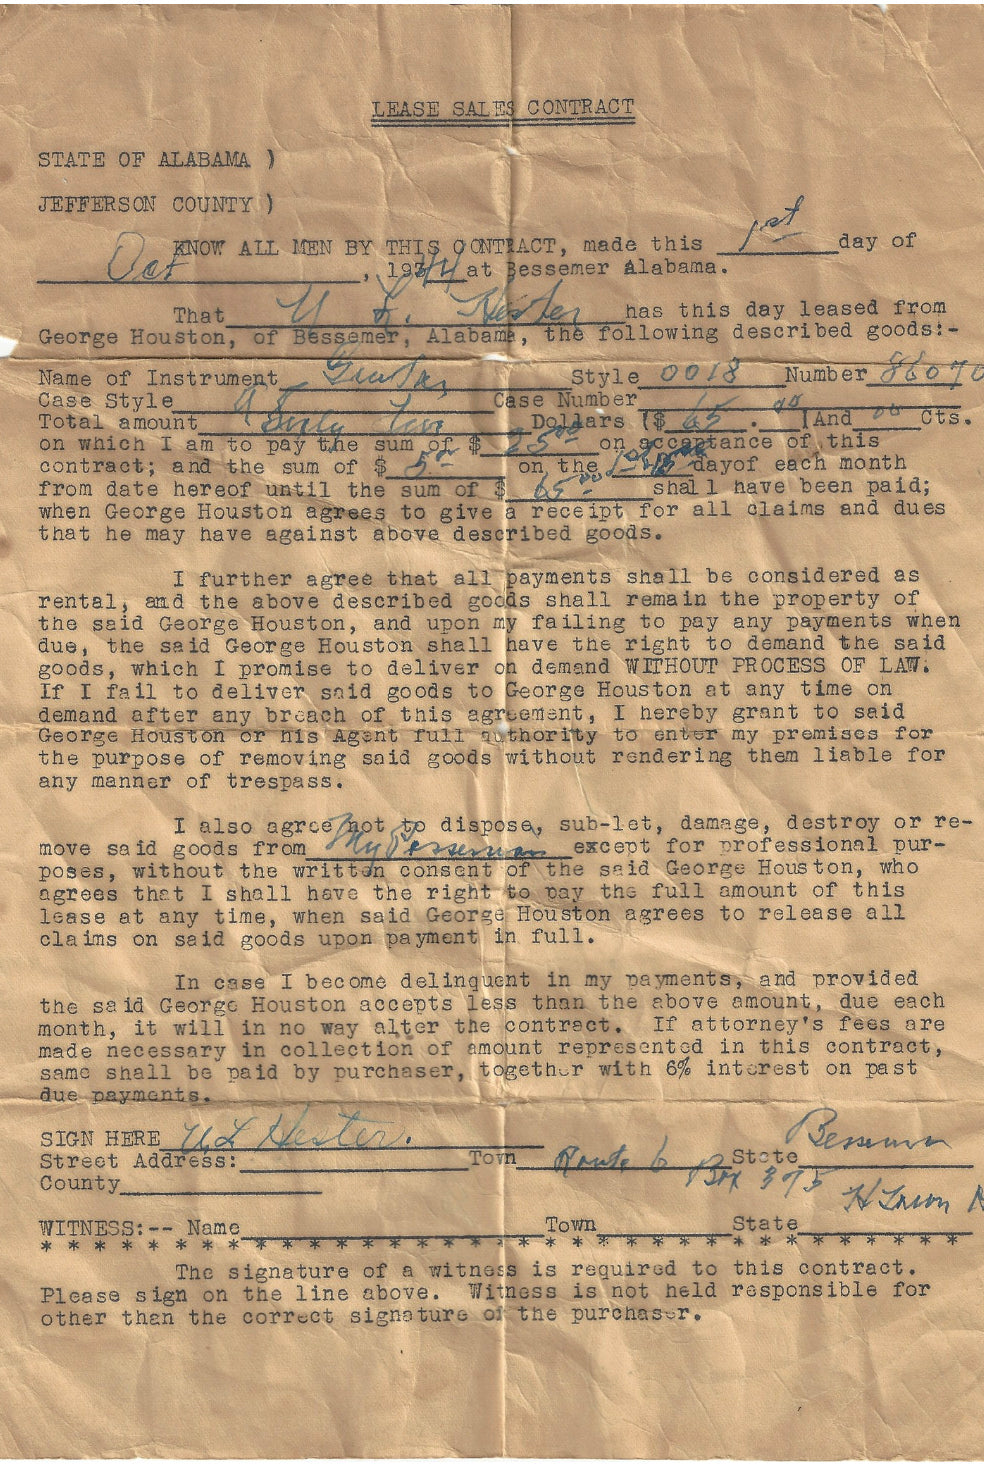 LEASE SALES CONTRACT
STATE OF ALABAMA )
JEFFERSON COUNTY )
KNOW ALL MEN BY THIS CONTRACT, made this 1st day of
Oct, 1944 at Bessemer Alabama.
That U L. Hester has this day leased from
George Houston, of Bessemer, Alabama, the following described goods:-
Name of Instrument Guitar Style 0018 Number 86070
Case Style Case Number
Total amount Dollars ($ 65 . 00 )And 00 Cts.
on which I am to pay the sum of $ 25 00 on acceptance of this
contract; and the sum of $ 5 on the 1st dayof each month
from date hereof until the sum of $ 65 00 shall have been paid;
when George Houston agrees to give a receipt for all claims and dues
that he may have against above described goods.
I further agree that all payments shall be considered as
rental, and the above described goods shall remain the property of
the said George Houston, and upon my failing to pay any payments when
due, the said George Houston shall have the right to demand the said
goods, which I promise to deliver on demand WITHOUT PROCESS OF LAW.
If I fail to deliver said goods to George Houston at any time on
demand after any breach of this agreement, I hereby grant to said
George Houston or his Agent full authority to enter my premises for
the purpose of removing said goods without rendering them liable for
any manner of trespass.
I also agree not to dispose, sub-let, damage, destroy or re-
move said goods from My except for professional pur-
poses, without the written consent of the said George Houston, who
agrees that I shall have the right to pay the full amount of this
lease at any time, when said George Houston agrees to release all
claims on said goods upon payment in full.
In case I become delinquent in my payments, and provided
the said George Houston accepts less than the above amount, due each
month, it will in no way alter the contract. If attorney's fees are
made necessary in collection of amount represented in this contract,
same shall be paid by purchaser, together with 6% interest on past
due payments.
SIGN HERE U L Hester. Bessemer
Street Address: Town Route 6 Box 375 State
County
WITNESS:-- Name Town State
* * * * * * * * * * * * * * * * * * * * * * * * * * * * * * * * * * *
The signature of a witness is required to this contract.
Please sign on the line above. Witness is not held responsible for
other than the correct signature of the purchaser.